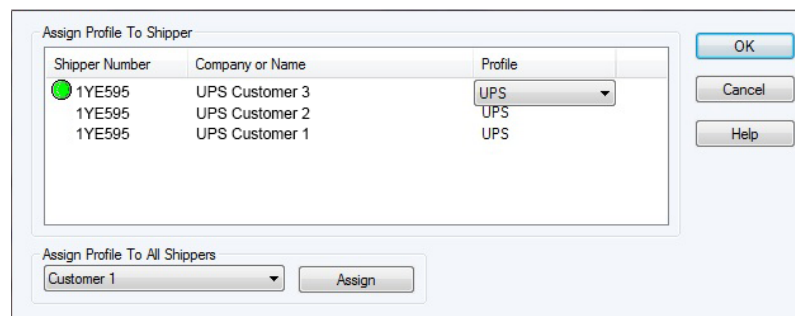 Assign Profile To Shipper
Shipper Number Company or Name Profile
1YE595 UPS Customer 3 UPS
1YE595 UPS Customer 2 UPS
1YE595 UPS Customer 1 UPS
OK
Cancel
Help
Assign Profile To All Shippers
Customer 1 Assign